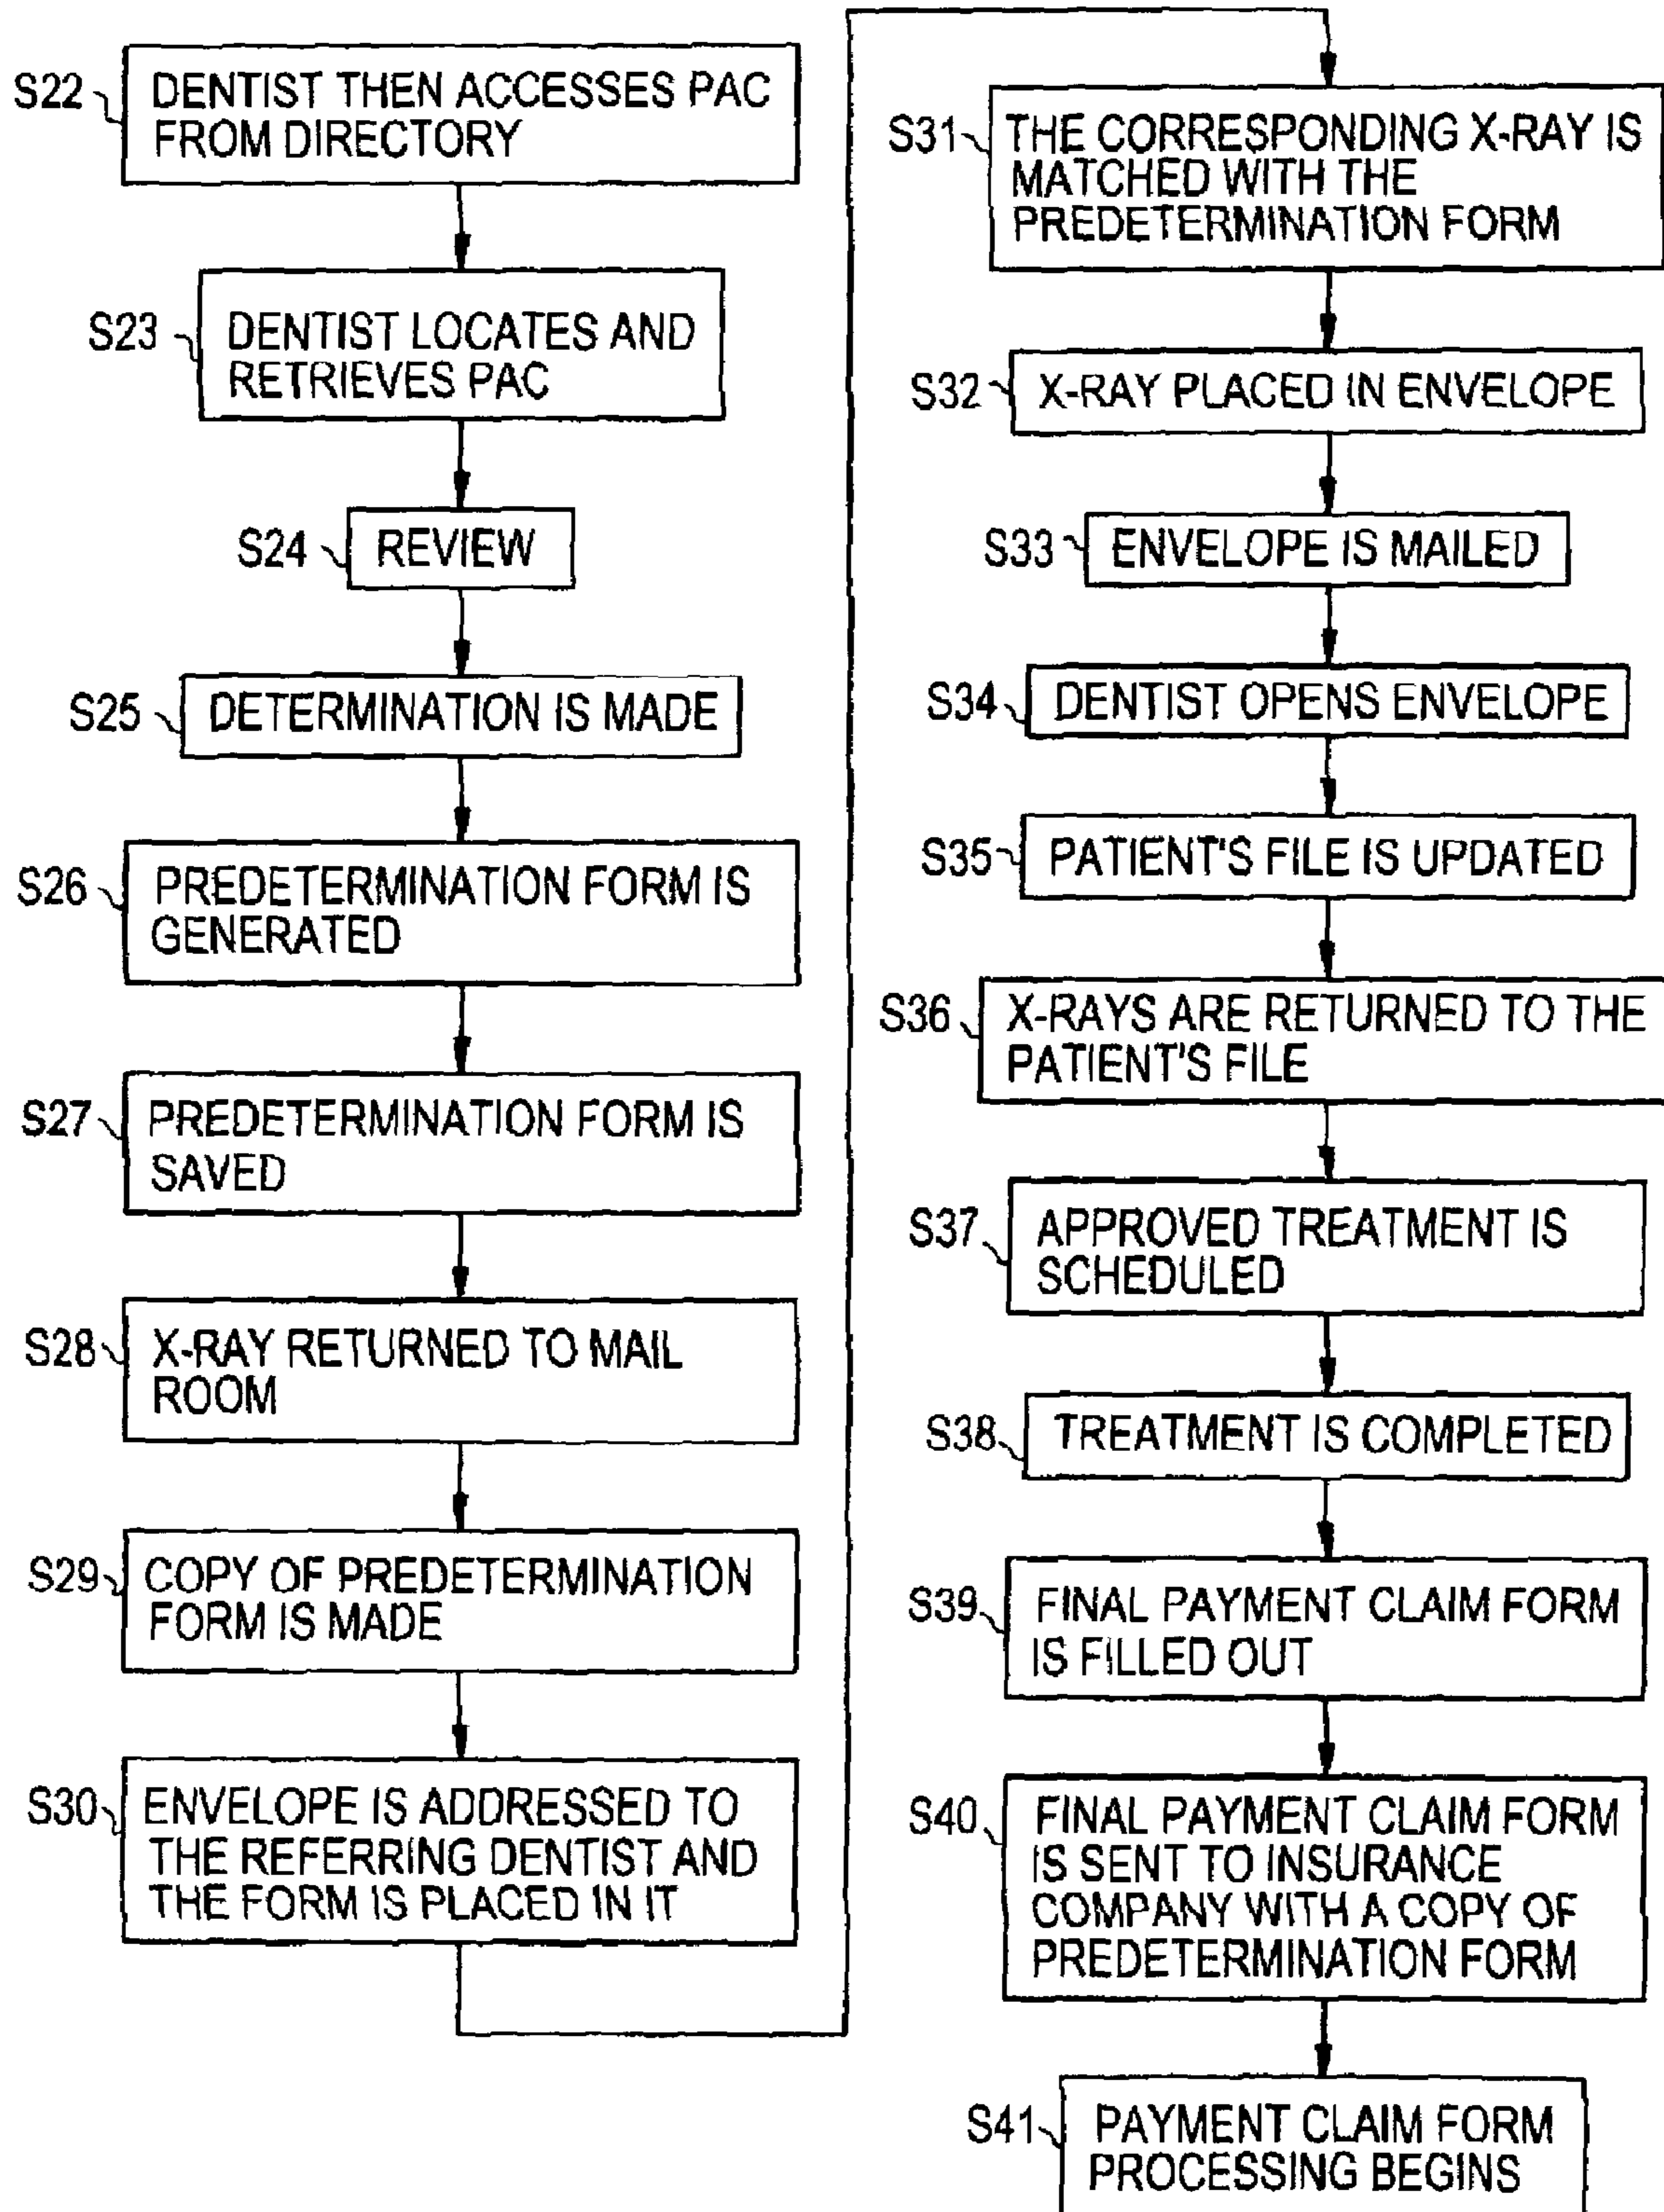 S22 DENTIST THEN ACCESSES PAC
FROM DIRECTORY
S23 DENTIST LOCATES AND
RETRIEVES PAC
S24 REVIEW
S25 DETERMINATION IS MADE
S26 PREDETERMINATION FORM IS
GENERATED
S27 PREDETERMINATION FORM IS
SAVED
S28 X-RAY RETURNED TO MAIL
ROOM
S29 COPY OF PREDETERMINATION
FORM IS MADE
S30 ENVELOPE IS ADDRESSED TO
THE REFERRING DENTIST AND
THE FORM IS PLACED IN IT
S31 THE CORRESPONDING X-RAY IS
MATCHED WITH THE
PREDETERMINATION FORM
S32 X-RAY PLACED IN ENVELOPE
S33 ENVELOPE IS MAILED
S34 DENTIST OPENS ENVELOPE
S35 PATIENT'S FILE IS UPDATED
S36 X-RAYS ARE RETURNED TO THE
PATIENT'S FILE
S37 APPROVED TREATMENT IS
SCHEDULED
S38 TREATMENT IS COMPLETED
S39 FINAL PAYMENT CLAIM FORM
IS FILLED OUT
S40 FINAL PAYMENT CLAIM FORM
IS SENT TO INSURANCE
COMPANY WITH A COPY OF
PREDETERMINATION FORM
S41 PAYMENT CLAIM FORM
PROCESSING BEGINS